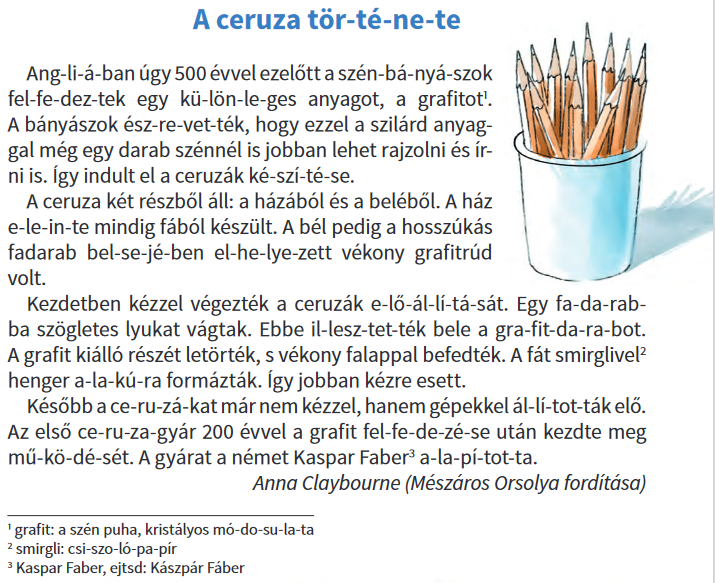 A ceruza tör-té-ne-te
Ang-li-á-ban úgy 500 évvel ezelőtt a szén-bá-nyá-szok
fel-fe-dez-tek egy kü-lön-le-ges anyagot, a grafitot¹.
A bányászok ész-re-vet-ték, hogy ezzel a szilárd anyag-
gal még egy darab szénnél is jobban lehet rajzolni és ír-
ni is. Így indult el a ceruzák ké-szí-té-se.
A ceruza két részből áll: a házából és a beléből. A ház
e-le-in-te mindig fából készült. A bél pedig a hosszúkás
fadarab bel-se-jé-ben el-he-lye-zett vékony grafitrúd
volt.
Kezdetben kézzel végezték a ceruzák e-lő-ál-lí-tá-sát. Egy fa-da-rab-
ba szögletes lyukat vágtak. Ebbe il-lesz-tet-ték bele a gra-fit-da-ra-bot.
A grafit kiálló részét letörték, s vékony falappal befedték. A fát smirglivel²
henger a-la-kú-ra formázták. Így jobban kézre esett.
Később a ce-ru-zá-kat már nem kézzel, hanem gépekkel ál-lí-tot-ták elő.
Az első ce-ru-za-gyár 200 évvel a grafit fel-fe-de-zé-se után kezdte meg
mű-kö-dé-sét. A gyárat a német Kaspar Faber³ a-la-pí-tot-ta.
Anna Claybourne (Mészáros Orsolya fordítása)
¹ grafit: a szén puha, kristályos mó-do-su-la-ta
² smirgli: csi-szo-ló-pa-pír
³ Kaspar Faber, ejtsd: Kászpár Fáber